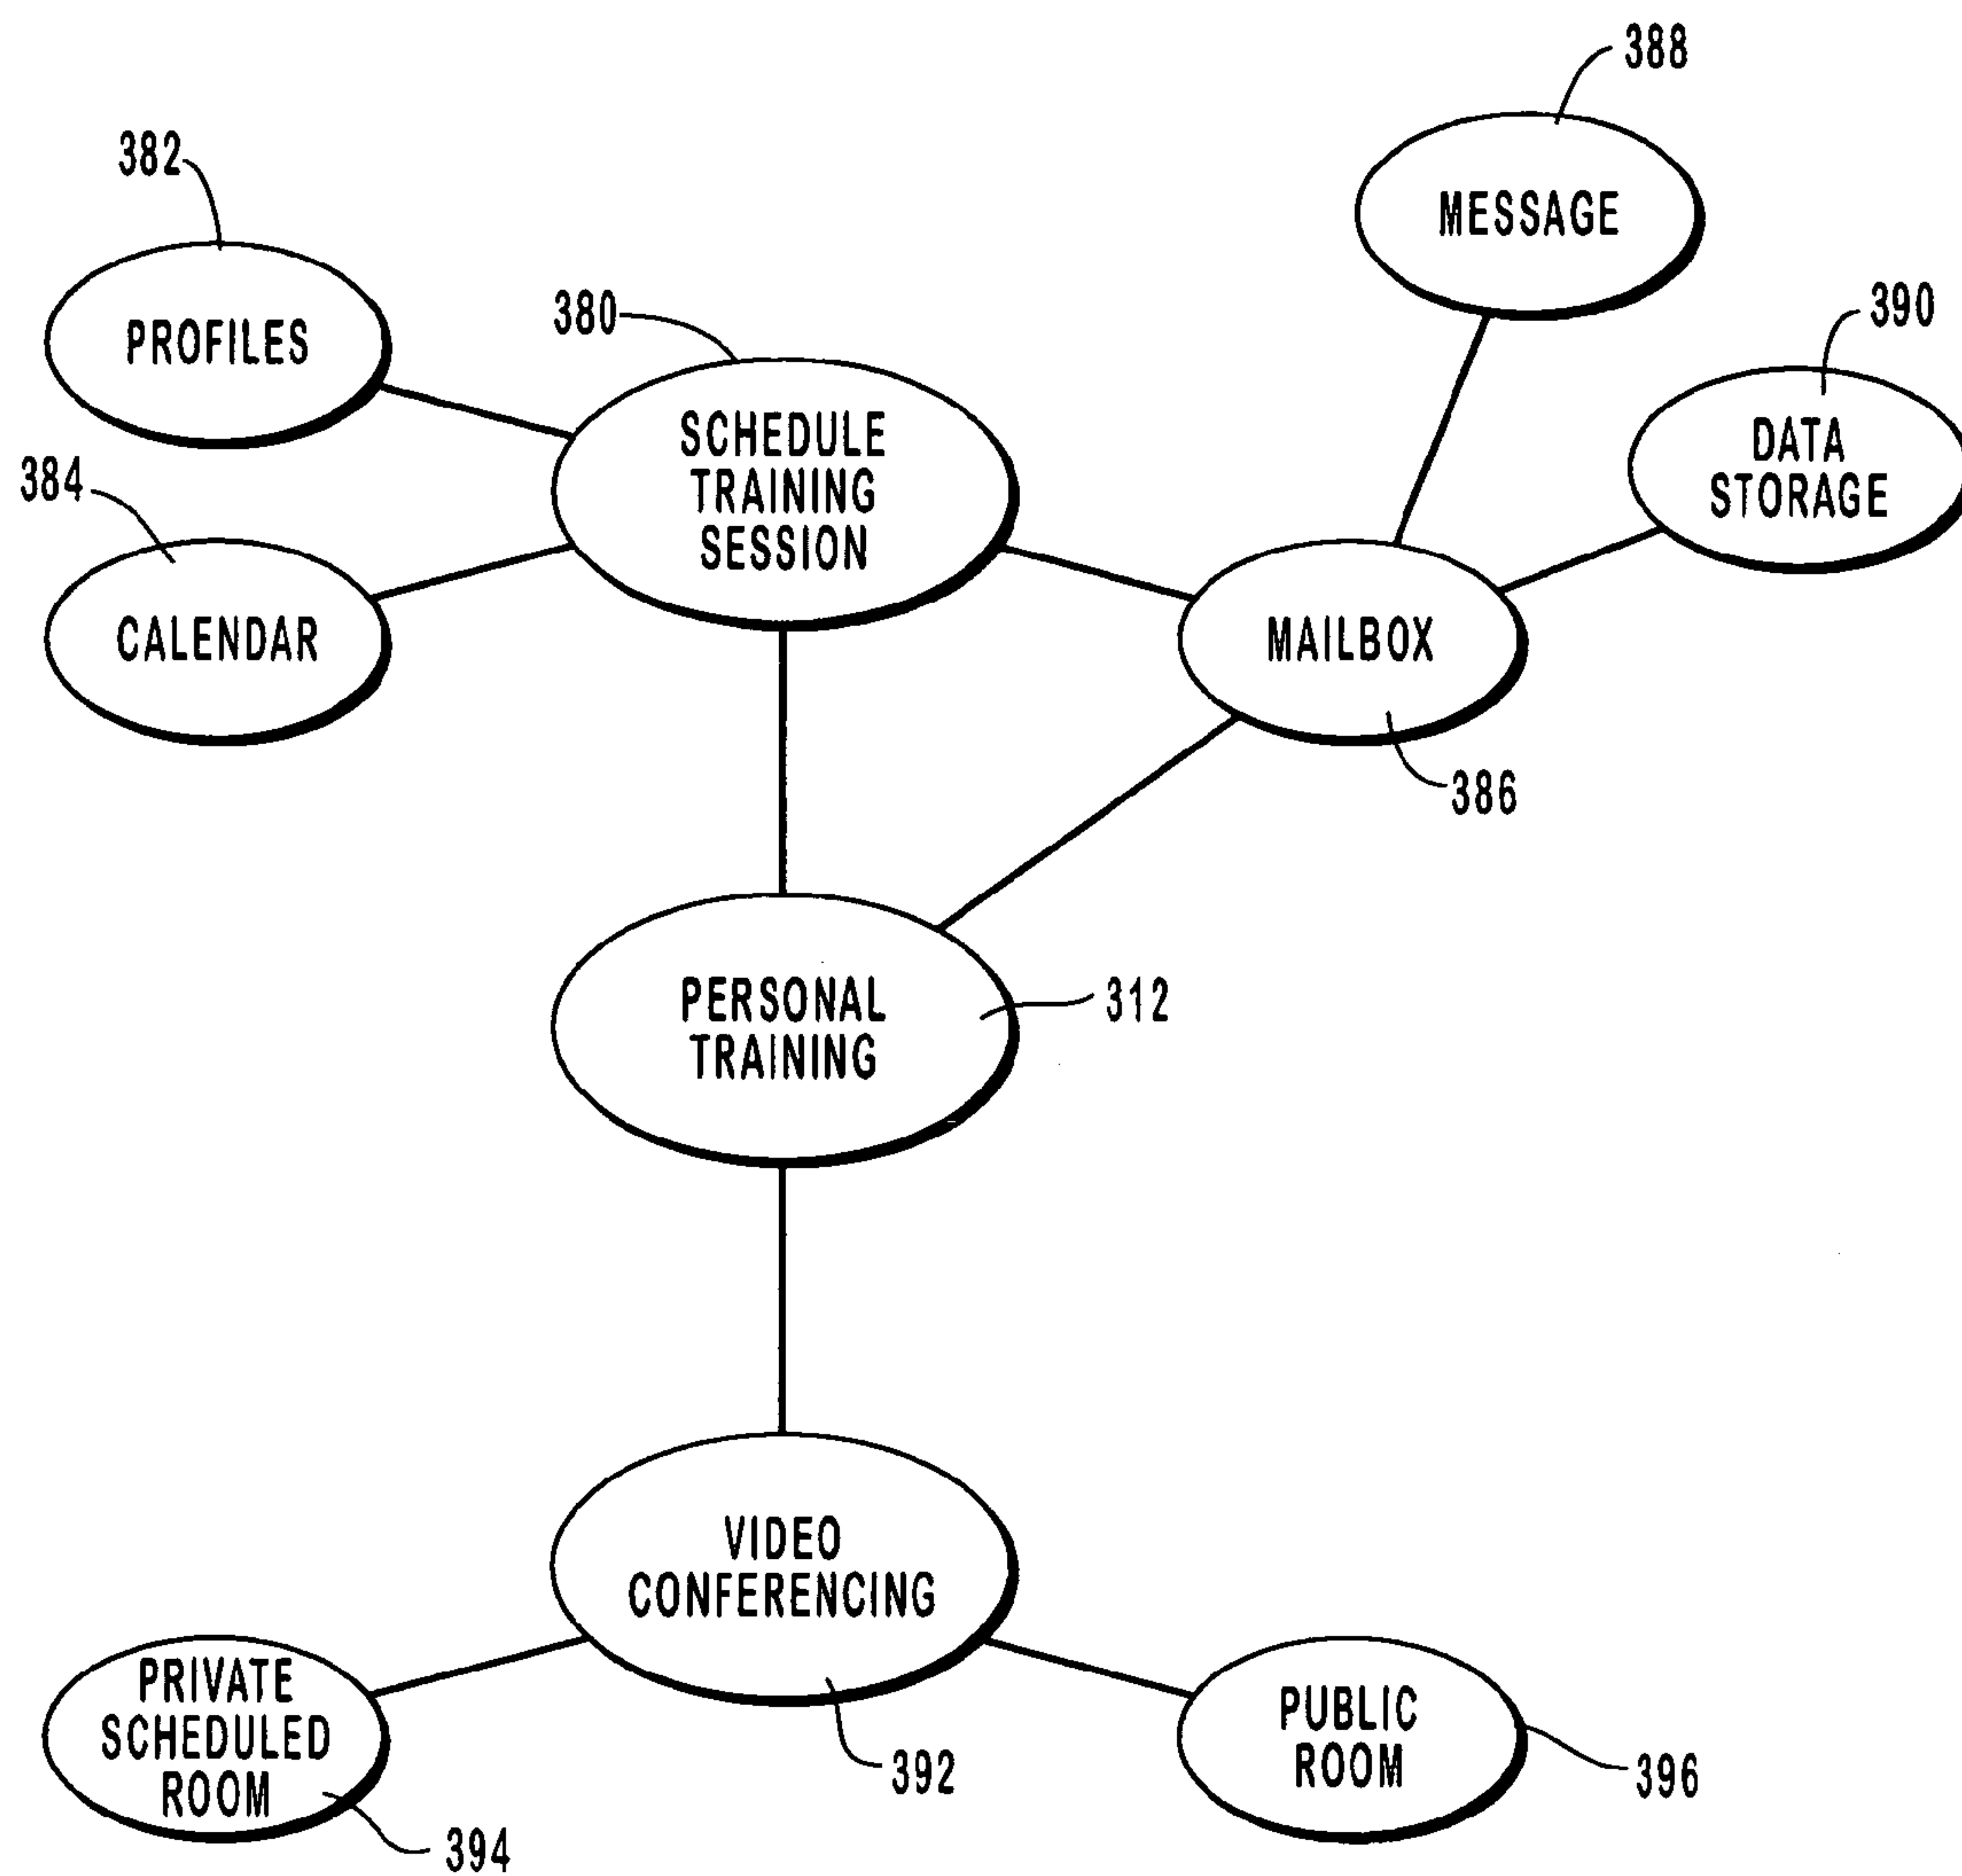 388
382
MESSAGE
390
380
PROFILES
SCHEDULE
TRAINING
SESSION
DATA
STORAGE
384
CALENDAR
MAILBOX
386
PERSONAL
TRAINING
312
VIDEO
CONFERENCING
PRIVATE
SCHEDULED
ROOM
PUBLIC
ROOM
392
396
394